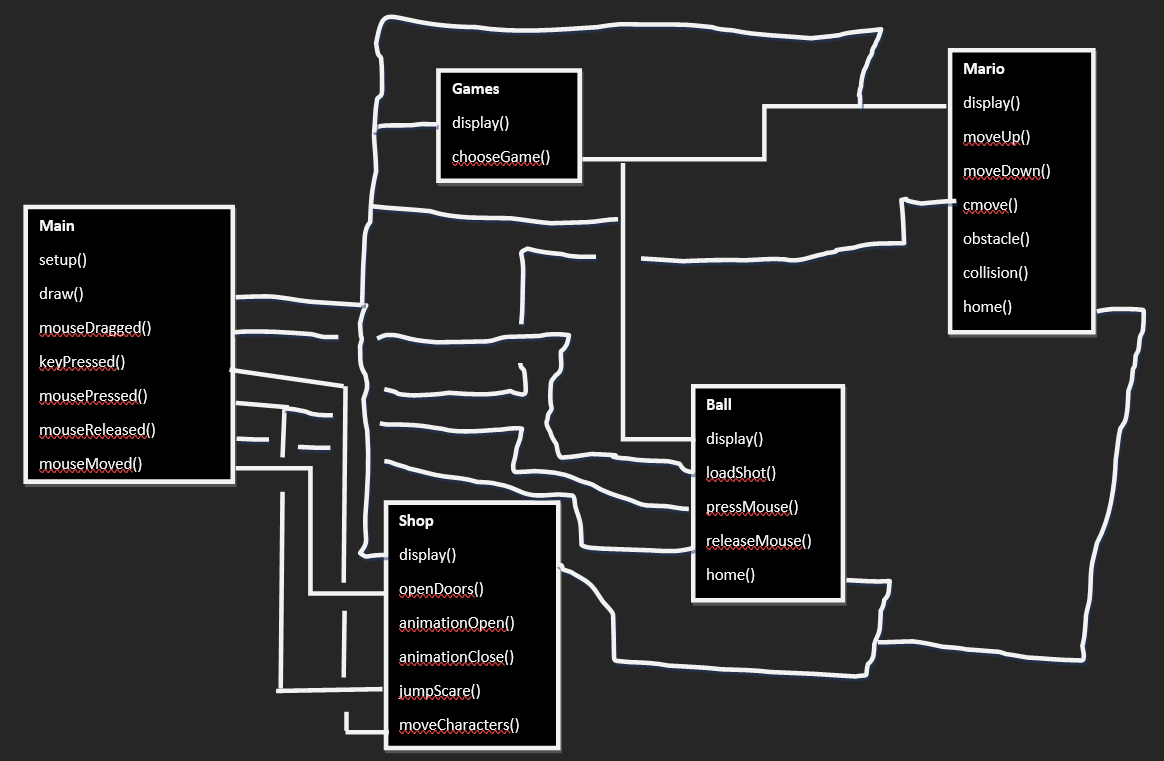 Games
display()
chooseGame()
Mario
display()
moveUp()
moveDown()
cmove()
obstacle()
collision()
home()
Main
setup()
draw()
mouseDragged()
keyPressed()
mousePressed()
mouseReleased()
mouseMoved()
Ball
display()
loadShot()
pressMouse()
releaseMouse()
home()
Shop
display()
openDoors()
animationOpen()
animationClose()
jumpScare()
moveCharacters()